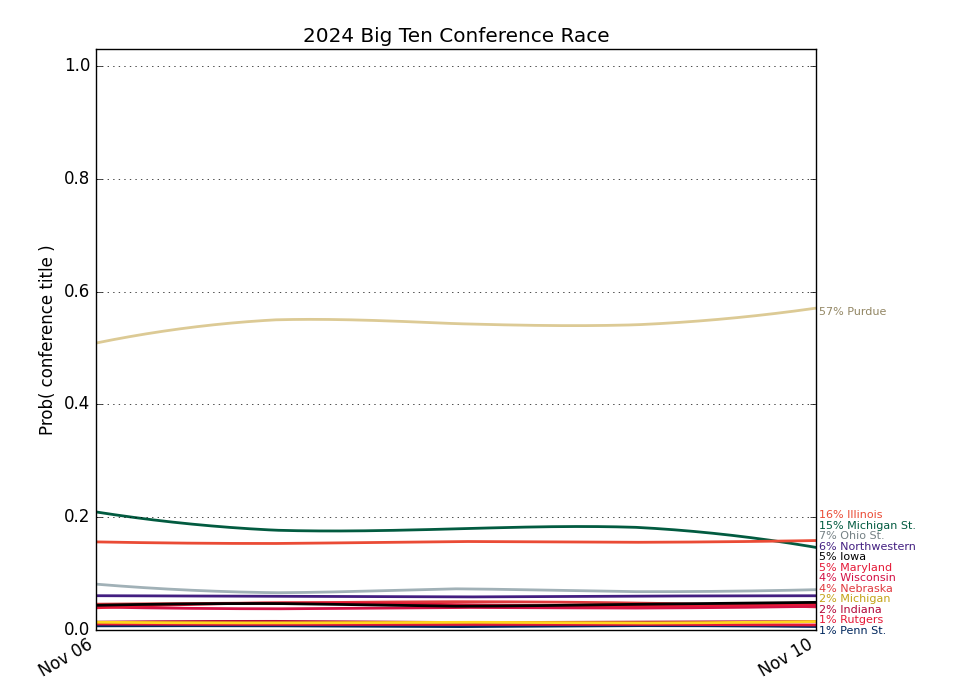 2024 Big Ten Conference Race
1.0
0.8
0.6
0.4
0.2
0.0
Prob( conference title )
Nov 06
Nov 10
57% Purdue
16% Illinois
15% Michigan St.
7% Ohio St.
6% Northwestern
5% Iowa
5% Maryland
4% Wisconsin
4% Nebraska
2% Michigan
2% Indiana
1% Rutgers
1% Penn St.